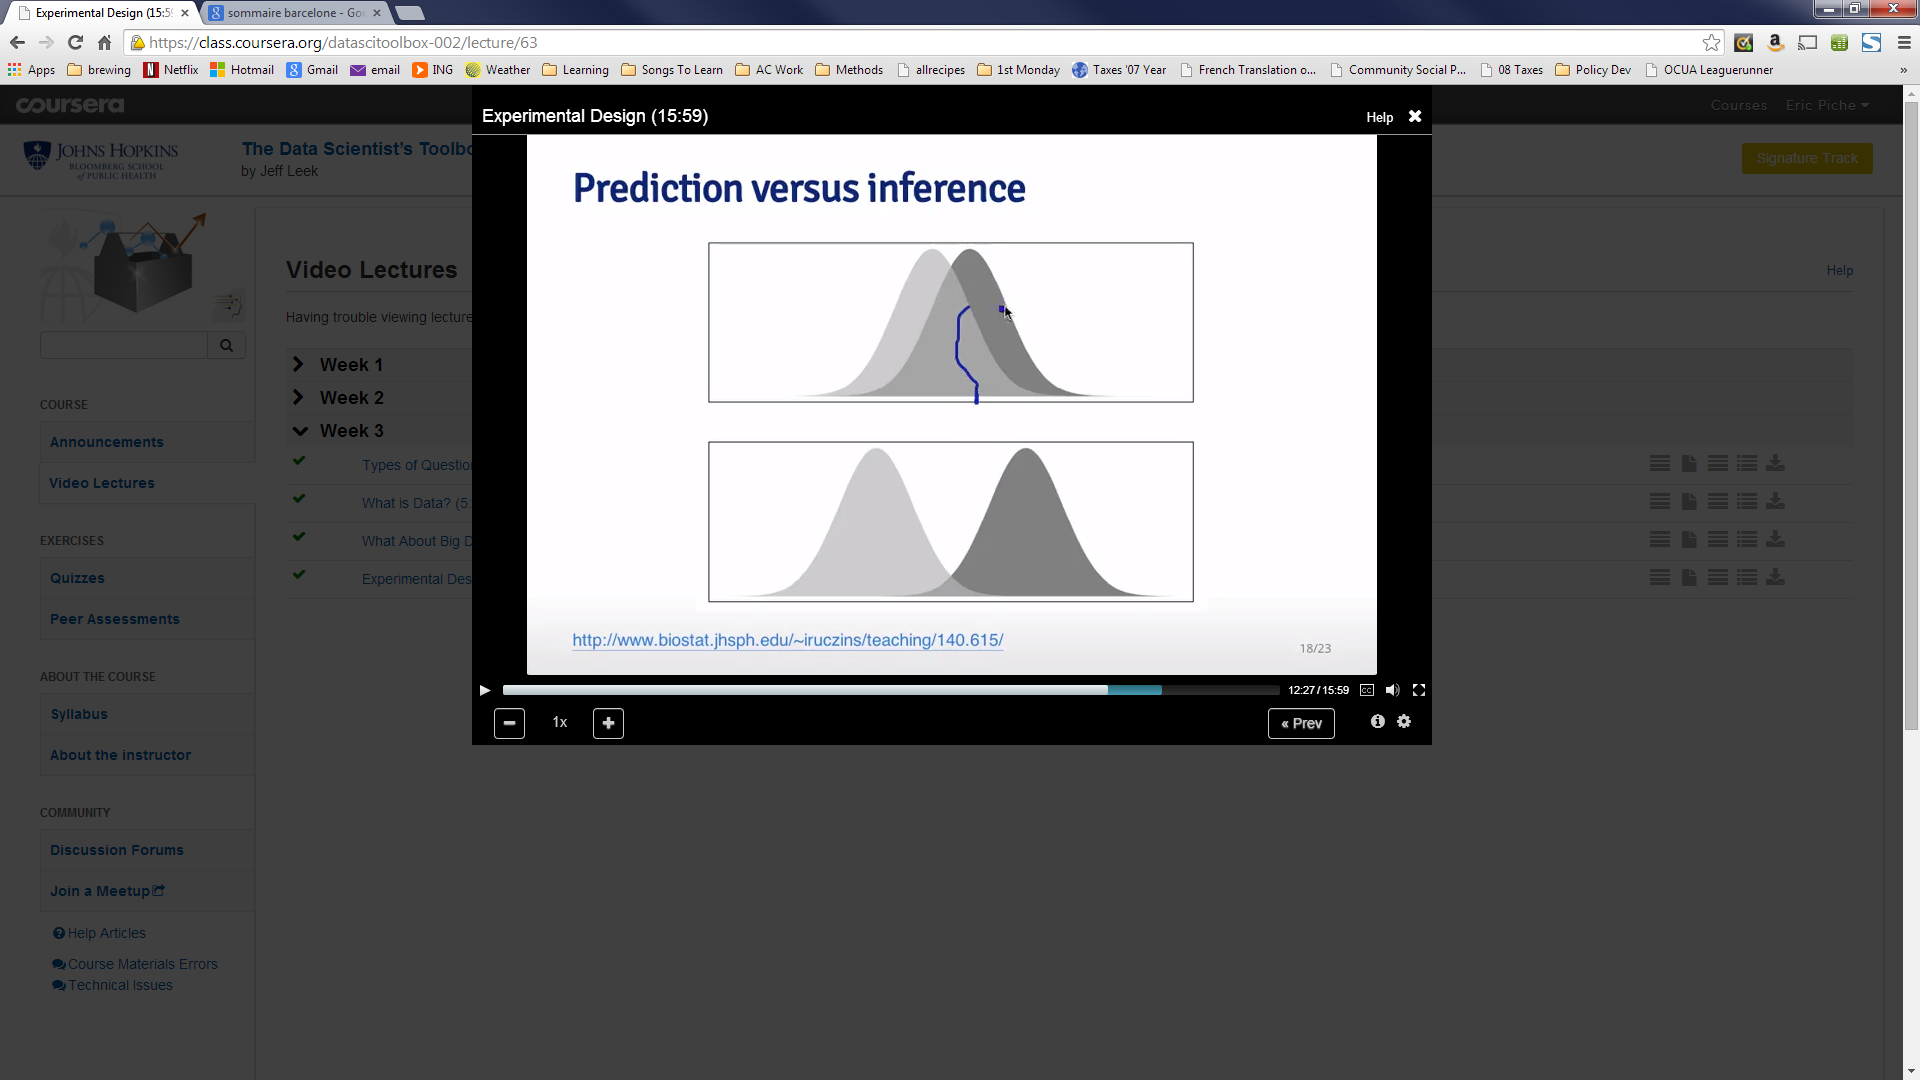 Experimental Design (15:5
sommaire barcelone - Go
https://class.coursera.org/datascitoolbox-002/lecture/63
Apps brewing Netflix Hotmail Gmail email ING Weather Learning Songs To Learn AC Work Methods allrecipes 1st Monday Taxes '07 Year French Translation o... Community Social P... 08 Taxes Policy Dev OCUA Leaguerunner »
coursera
Courses Eric Piche
JOHNS HOPKINS
BLOOMBERG SCHOOL
of PUBLIC HEALTH
The Data Scientist's Toolbo
by Jeff Leek
Signature Track
COURSE
Announcements
Video Lectures
EXERCISES
Quizzes
Peer Assessments
ABOUT THE COURSE
Syllabus
About the instructor
COMMUNITY
Discussion Forums
Join a Meetup
Help Articles
Course Materials Errors
Technical Issues
Video Lectures
Help
Having trouble viewing lecture
Week 1
Week 2
Week 3
Types of Question
What is Data? (5:
What About Big D
Experimental Des
Experimental Design (15:59)
Help
Prediction versus inference
http://www.biostat.jhsph.edu/~iruczins/teaching/140.615/
18/23
12:27 / 15:59
CC
1x
« Prev